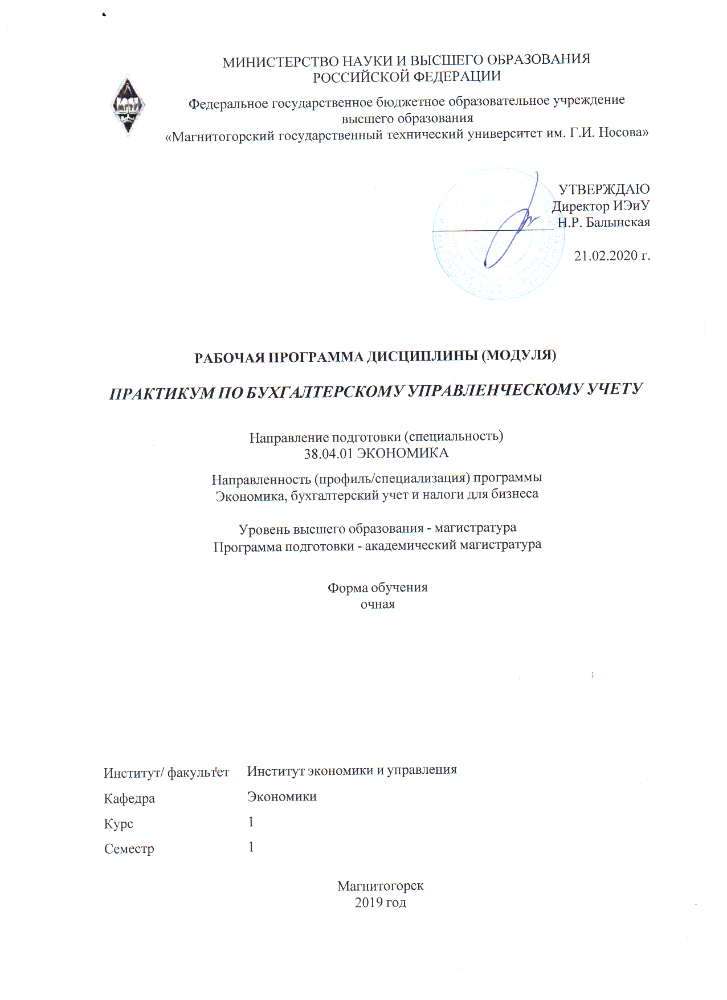 МИНИСТЕРСТВО НАУКИ И ВЫСШЕГО ОБРАЗОВАНИЯ
РОССИЙСКОЙ ФЕДЕРАЦИИ
МГТУ
Федеральное государственное бюджетное образовательное учреждение
высшего образования
«Магнитогорский государственный технический университет им. Г.И. Носова»
УТВЕРЖДАЮ
Директор ИЭиУ
Н.Р. Балынская
21.02.2020 г.
РАБОЧАЯ ПРОГРАММА ДИСЦИПЛИНЫ (МОДУЛЯ)
ПРАКТИКУМ ПО БУХГАЛТЕРСКОМУ УПРАВЛЕНЧЕСКОМУ УЧЕТУ
Направление подготовки (специальность)
38.04.01 ЭКОНОМИКА
Направленность (профиль/специализация) программы
Экономика, бухгалтерский учет и налоги для бизнеса
Уровень высшего образования - магистратура
Программа подготовки - академический магистратура
Форма обучения
очная
Институт/ факультет Институт экономики и управления
Кафедра Экономики
Курс 1
Семестр 1
Магнитогорск
2019 год